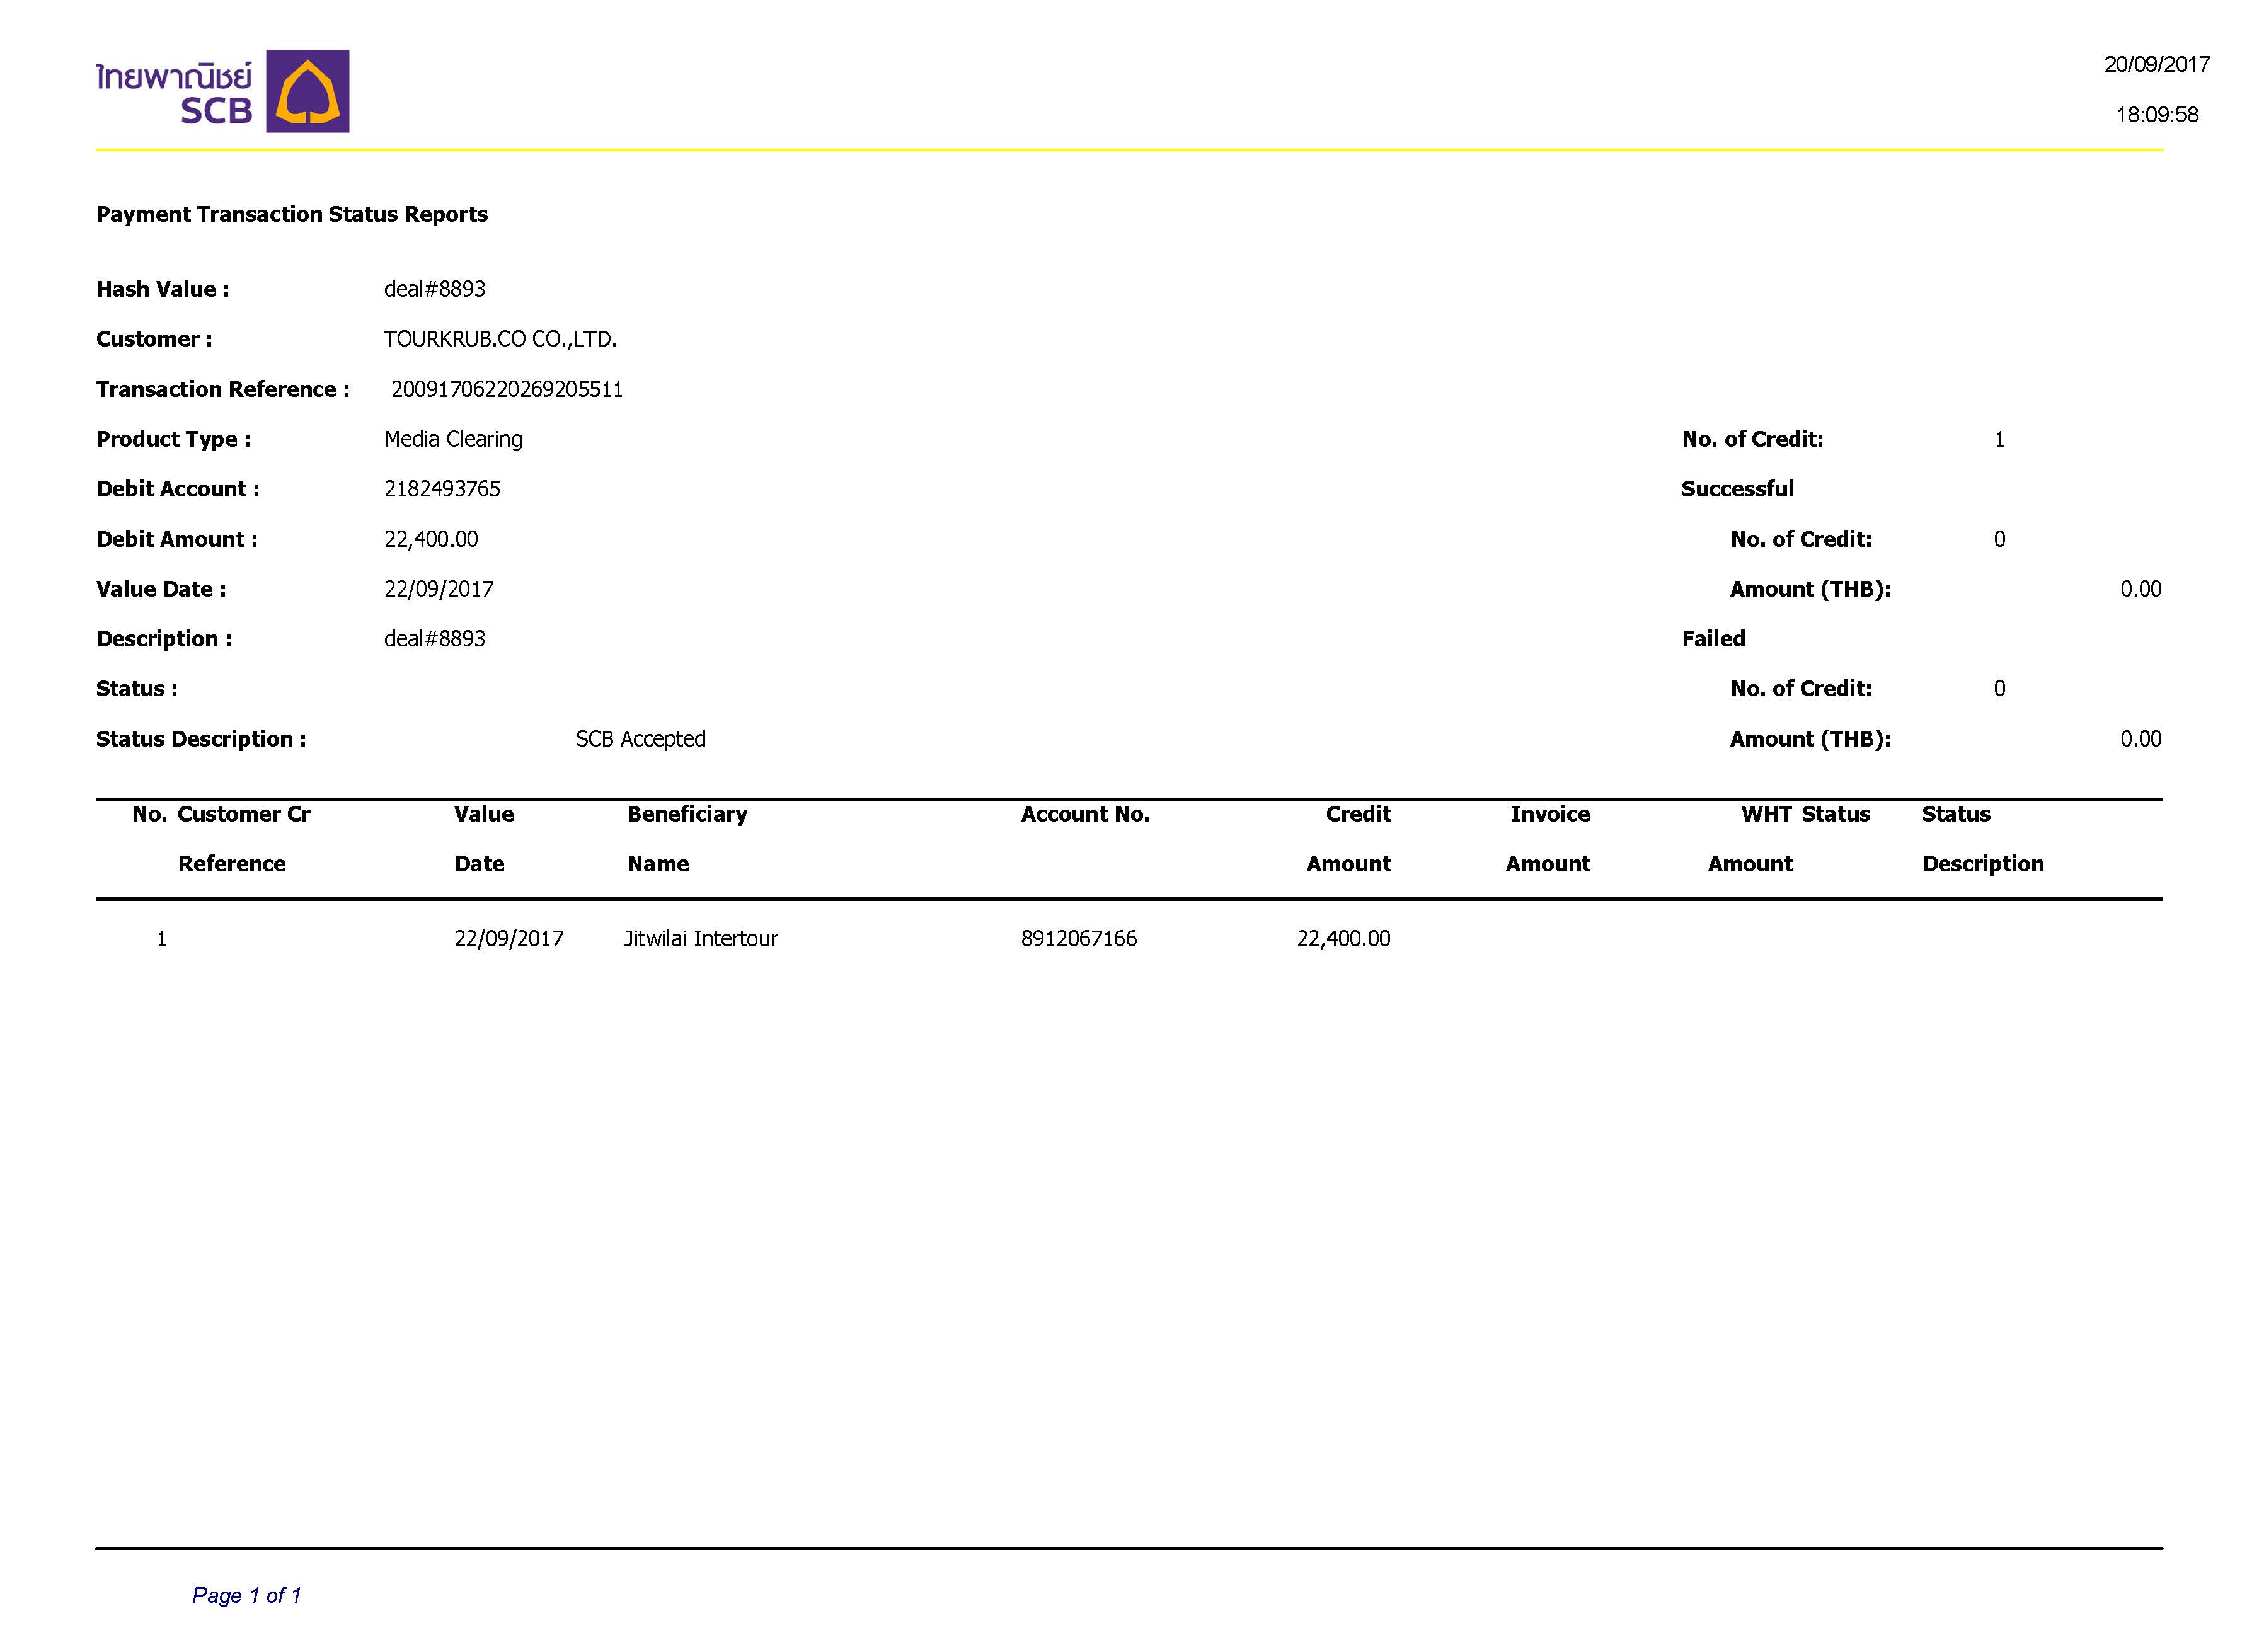 ไทยพาณิชย์
SCB
20/09/2017
18:09:58
Payment Transaction Status Reports
Hash Value : deal#8893
Customer : TOURKRUB.CO CO.,LTD.
Transaction Reference : 20091706220269205511
Product Type : Media Clearing No. of Credit: 1
Debit Account : 2182493765 Successful
Debit Amount : 22,400.00 No. of Credit: 0
Value Date : 22/09/2017 Amount (THB): 0.00
Description : deal#8893 Failed
Status : No. of Credit: 0
Status Description : SCB Accepted Amount (THB): 0.00
No. Customer Cr Value Beneficiary Account No. Credit Invoice WHT Status Status
Reference Date Name Amount Amount Amount Description
1 22/09/2017 Jitwilai Intertour 8912067166 22,400.00
Page 1 of 1